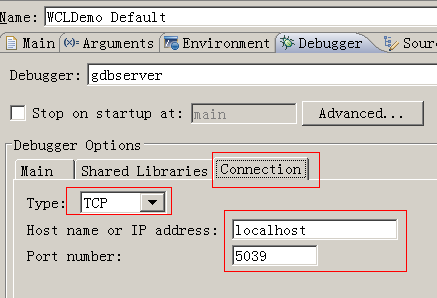 Name: WCLDemo Default
Main (x)= Arguments Environment Debugger Sour
Debugger: gdbserver
Stop on startup at: main Advanced...
Debugger Options
Main Shared Libraries Connection
Type: TCP
Host name or IP address: localhost
Port number: 5039